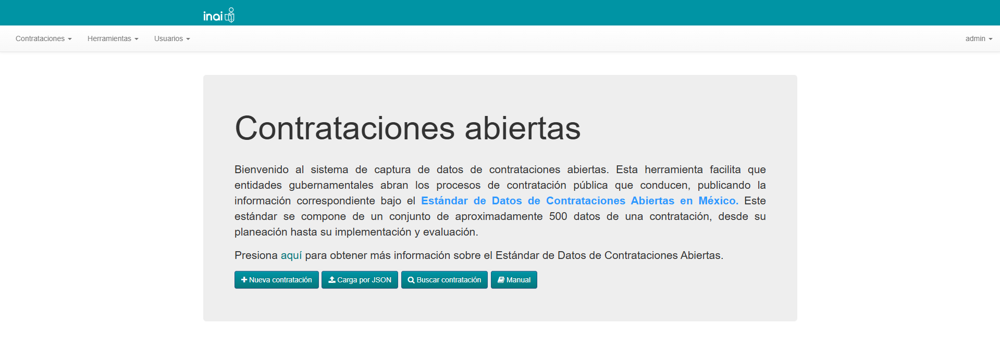 inai
Contrataciones
Herramientas
Usuarios
admin
Contrataciones abiertas
Bienvenido al sistema de captura de datos de contrataciones abiertas. Esta herramienta facilita que
entidades gubernamentales abran los procesos de contratación pública que conducen, publicando la
información correspondiente bajo el Estándar de Datos de Contrataciones Abiertas en México. Este
estándar se compone de un conjunto de aproximadamente 500 datos de una contratación, desde su
planeación hasta su implementación y evaluación.
Presiona aquí para obtener más información sobre el Estándar de Datos de Contrataciones Abiertas.
Nueva contratación
Carga por JSON
Buscar contratación
Manual